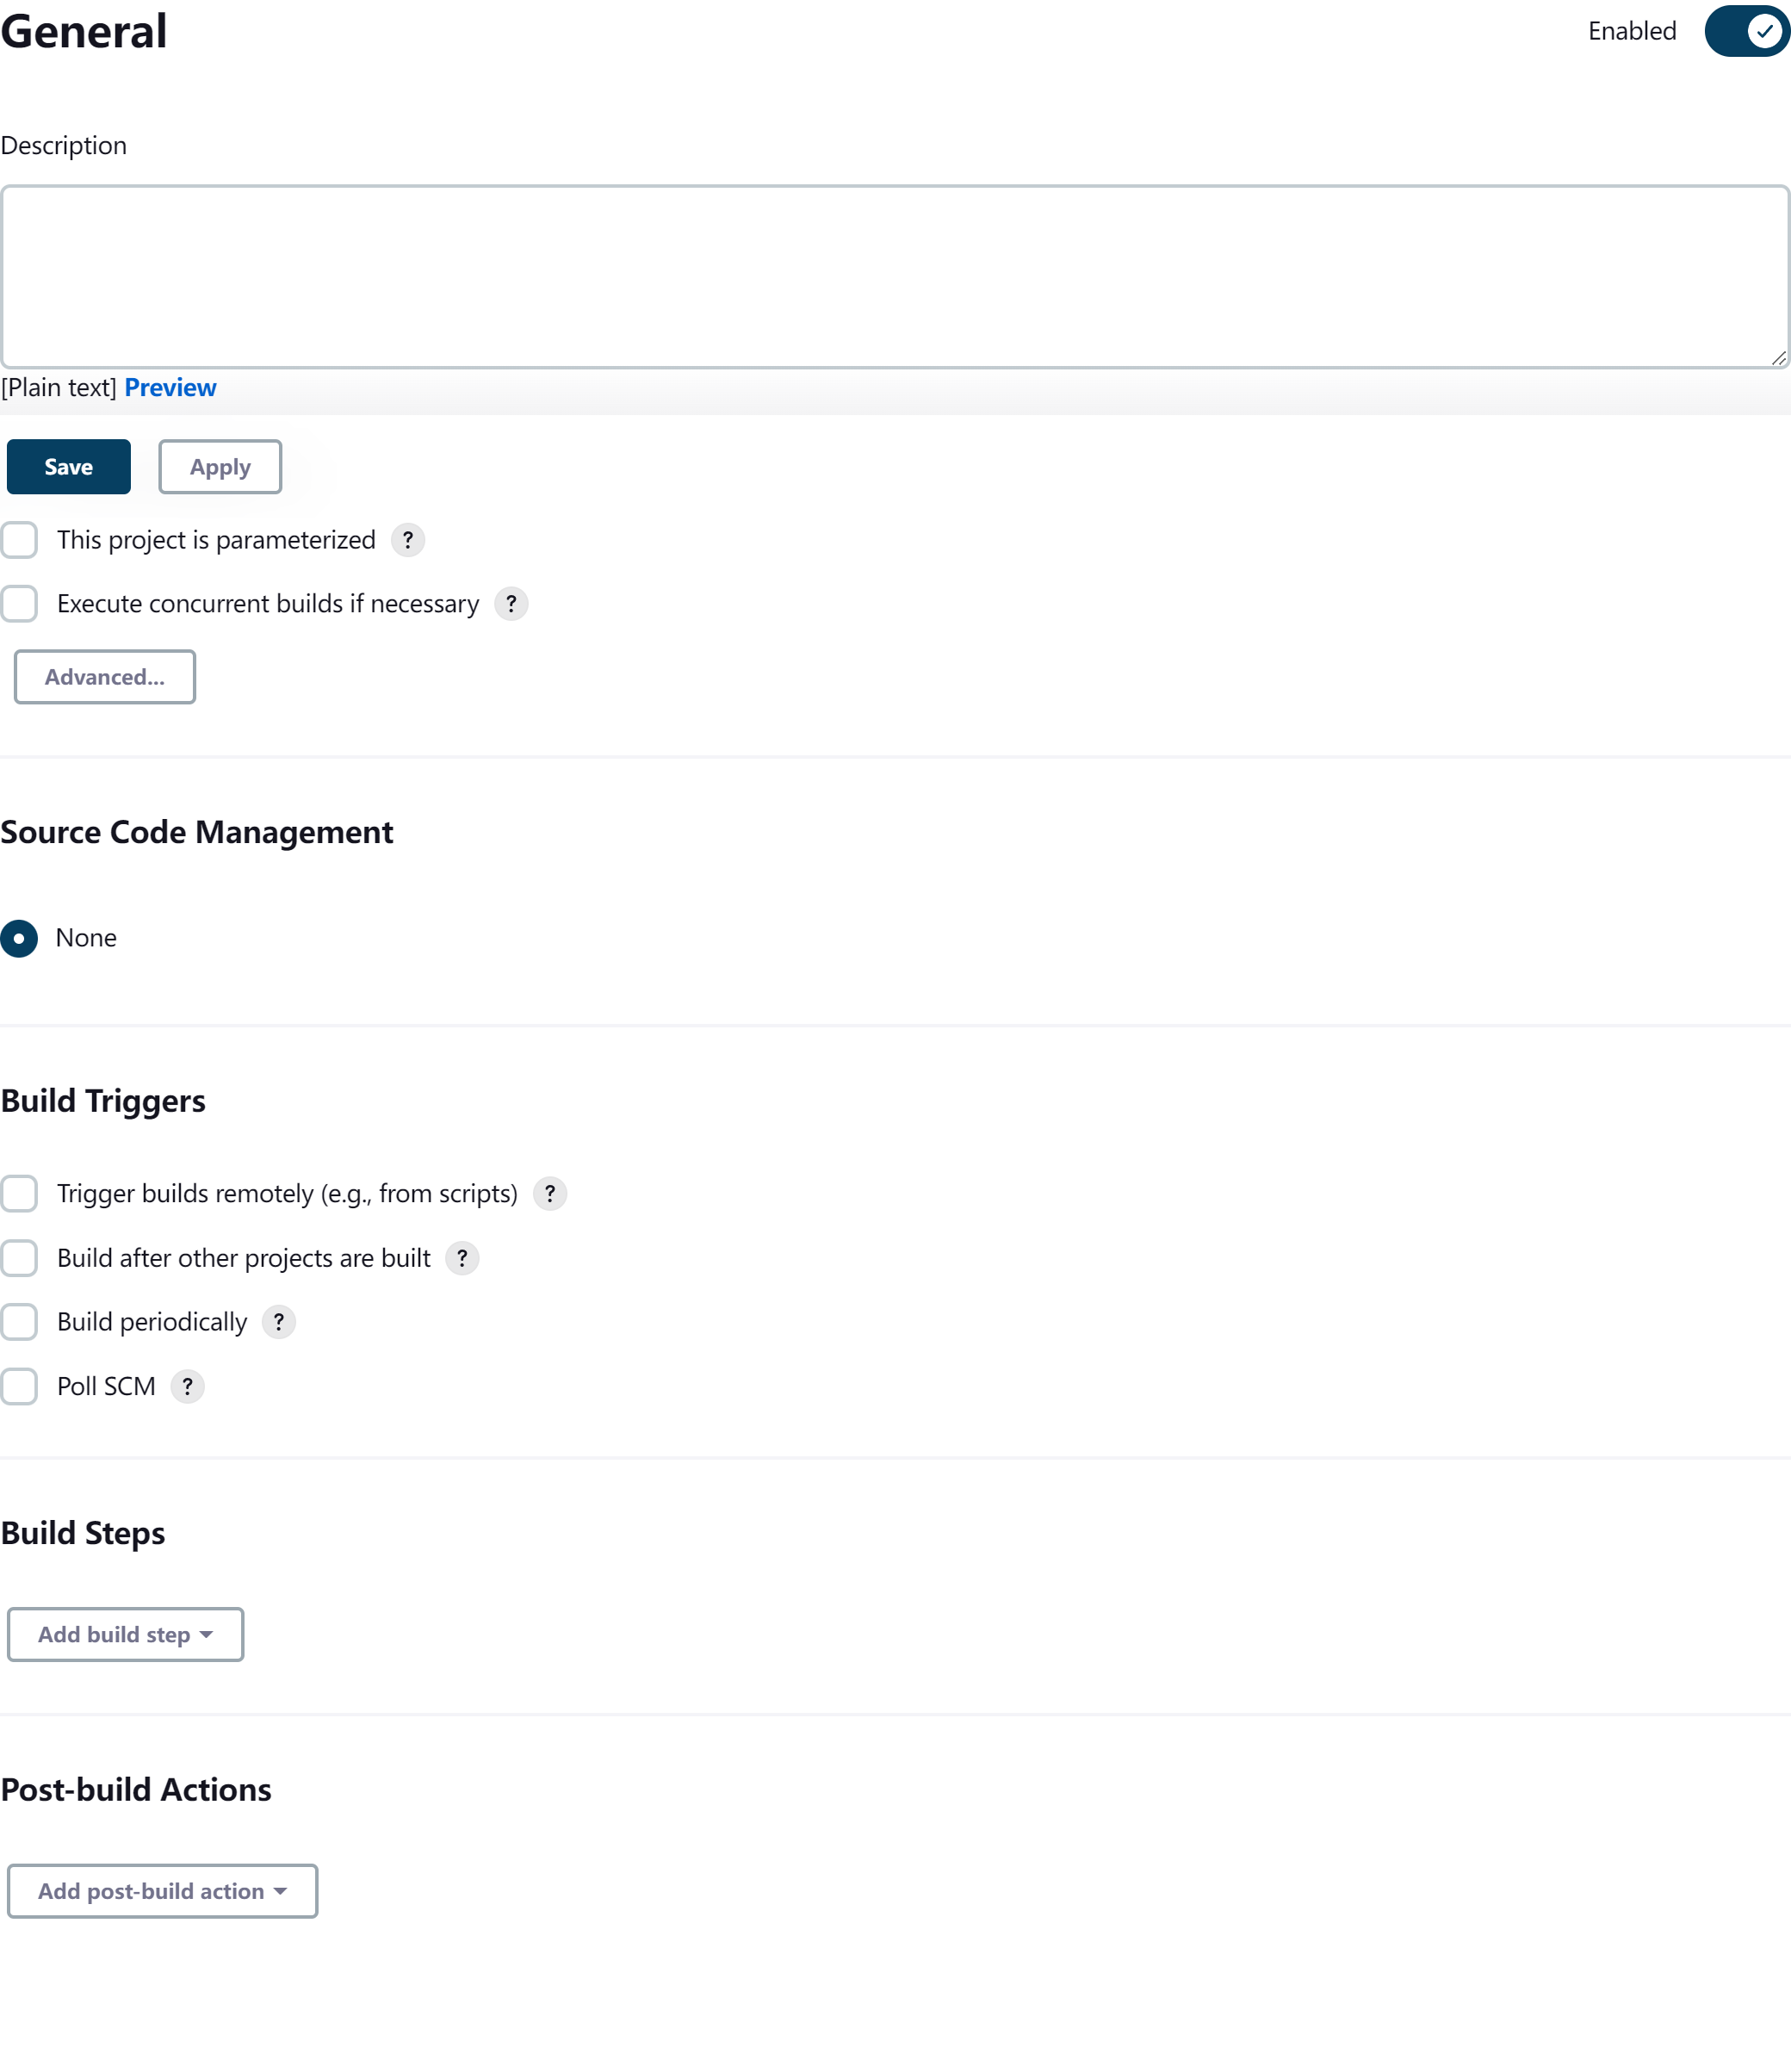 General
Enabled
Description
[Plain text] Preview
Save
Apply
This project is parameterized ?
Execute concurrent builds if necessary ?
Advanced...
Source Code Management
None
Build Triggers
Trigger builds remotely (e.g., from scripts) ?
Build after other projects are built ?
Build periodically ?
Poll SCM ?
Build Steps
Add build step
Post-build Actions
Add post-build action